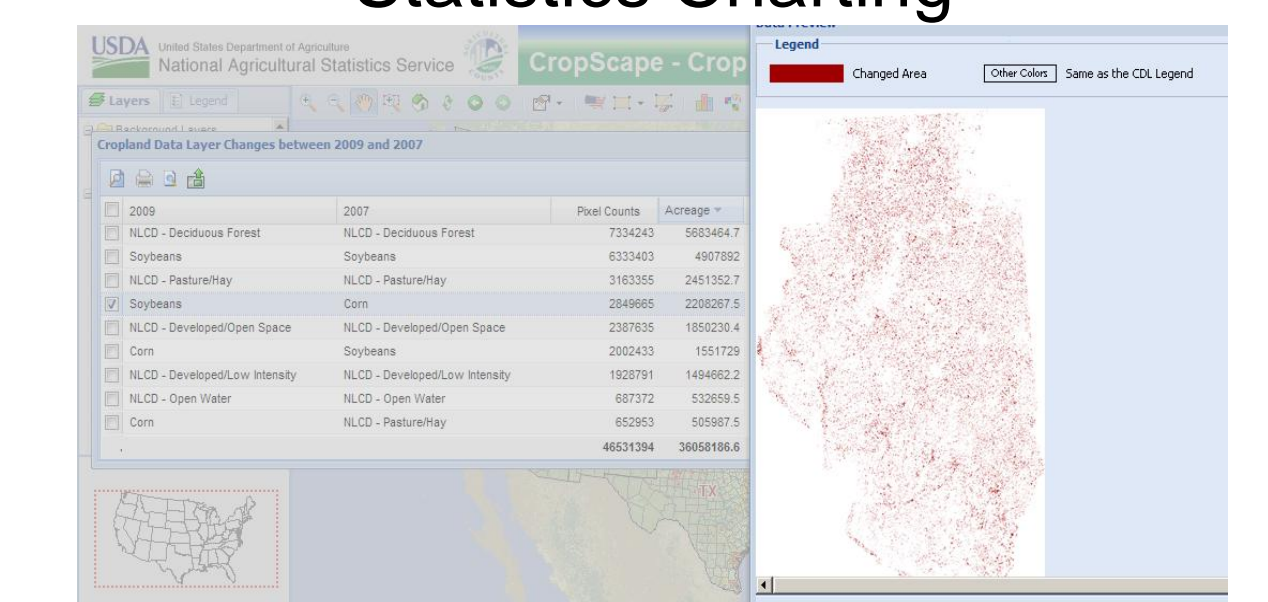 Statistics Charting
USDA United States Department of Agriculture
National Agricultural Statistics Service
CropScape - Crop
Data Preview
Legend
Changed Area
Other Colors
Same as the CDL Legend
Layers
Legend
Background Layers
Cropland Data Layer Changes between 2009 and 2007
2009 2007 Pixel Counts Acreage
NLCD - Deciduous Forest NLCD - Deciduous Forest 7334243 5683464.7
Soybeans Soybeans 6333403 4907892
NLCD - Pasture/Hay NLCD - Pasture/Hay 3163355 2451352.7
Soybeans Corn 2849665 2208267.5
NLCD - Developed/Open Space NLCD - Developed/Open Space 2387635 1850230.4
Corn Soybeans 2002433 1551729
NLCD - Developed/Low Intensity NLCD - Developed/Low Intensity 1928791 1494662.2
NLCD - Open Water NLCD - Open Water 687372 532659.5
Corn NLCD - Pasture/Hay 652953 505987.5
. 46531394 36058186.6
TX